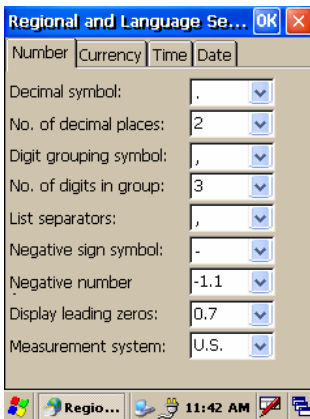 Regional and Language Se... OK
Number Currency Time Date
Decimal symbol: .
No. of decimal places: 2
Digit grouping symbol: ,
No. of digits in group: 3
List separators: ,
Negative sign symbol: -
Negative number -1.1
Display leading zeros: 0.7
Measurement system: U.S.
Regio... 11:42 AM